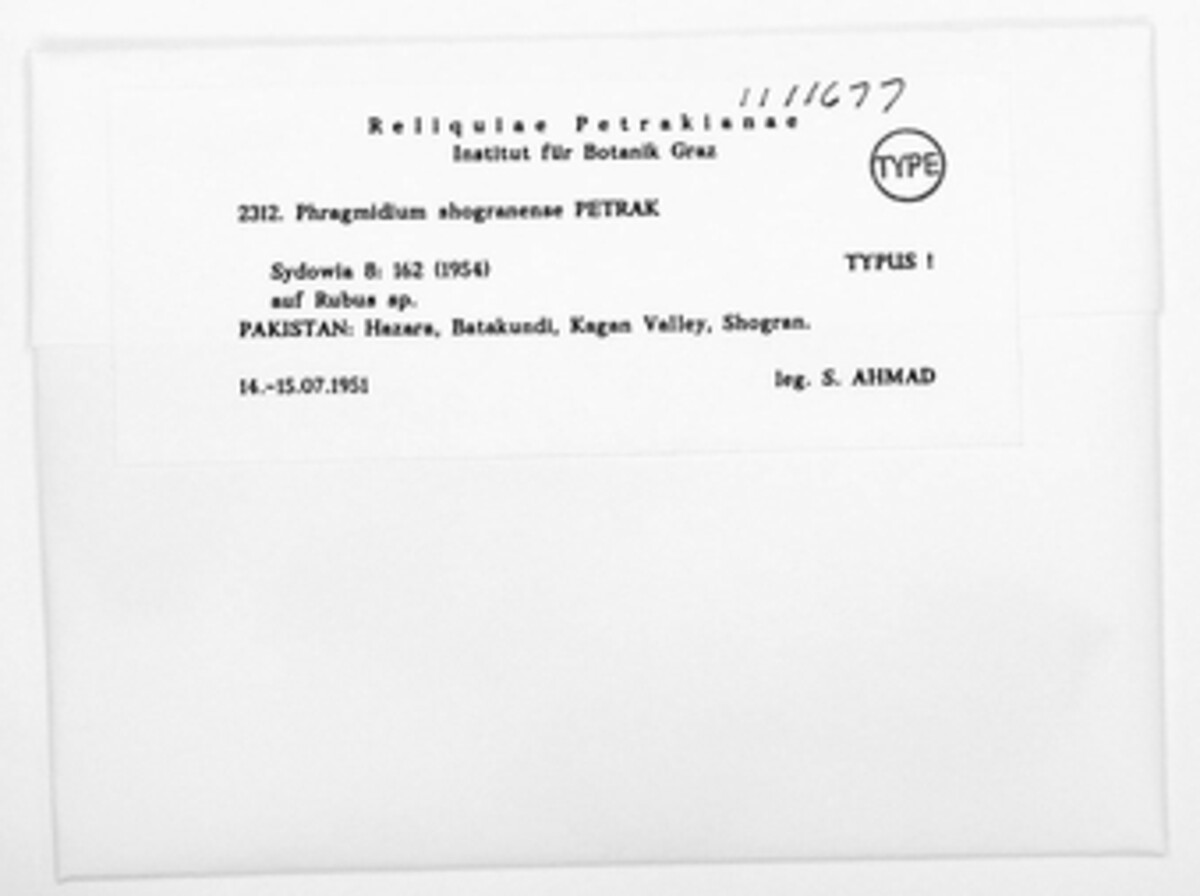 1111677
Reliquiae Petrakianae
Institut für Botanik Graz
TYPE
2312. Phragmidium shogranense PETRAK
Sydowia 8: 162 (1954) TYPUS !
auf Rubus sp.
PAKISTAN: Hazara, Batakundi, Kagan Valley, Shogran.
14.-15.07.1951 leg. S. AHMAD